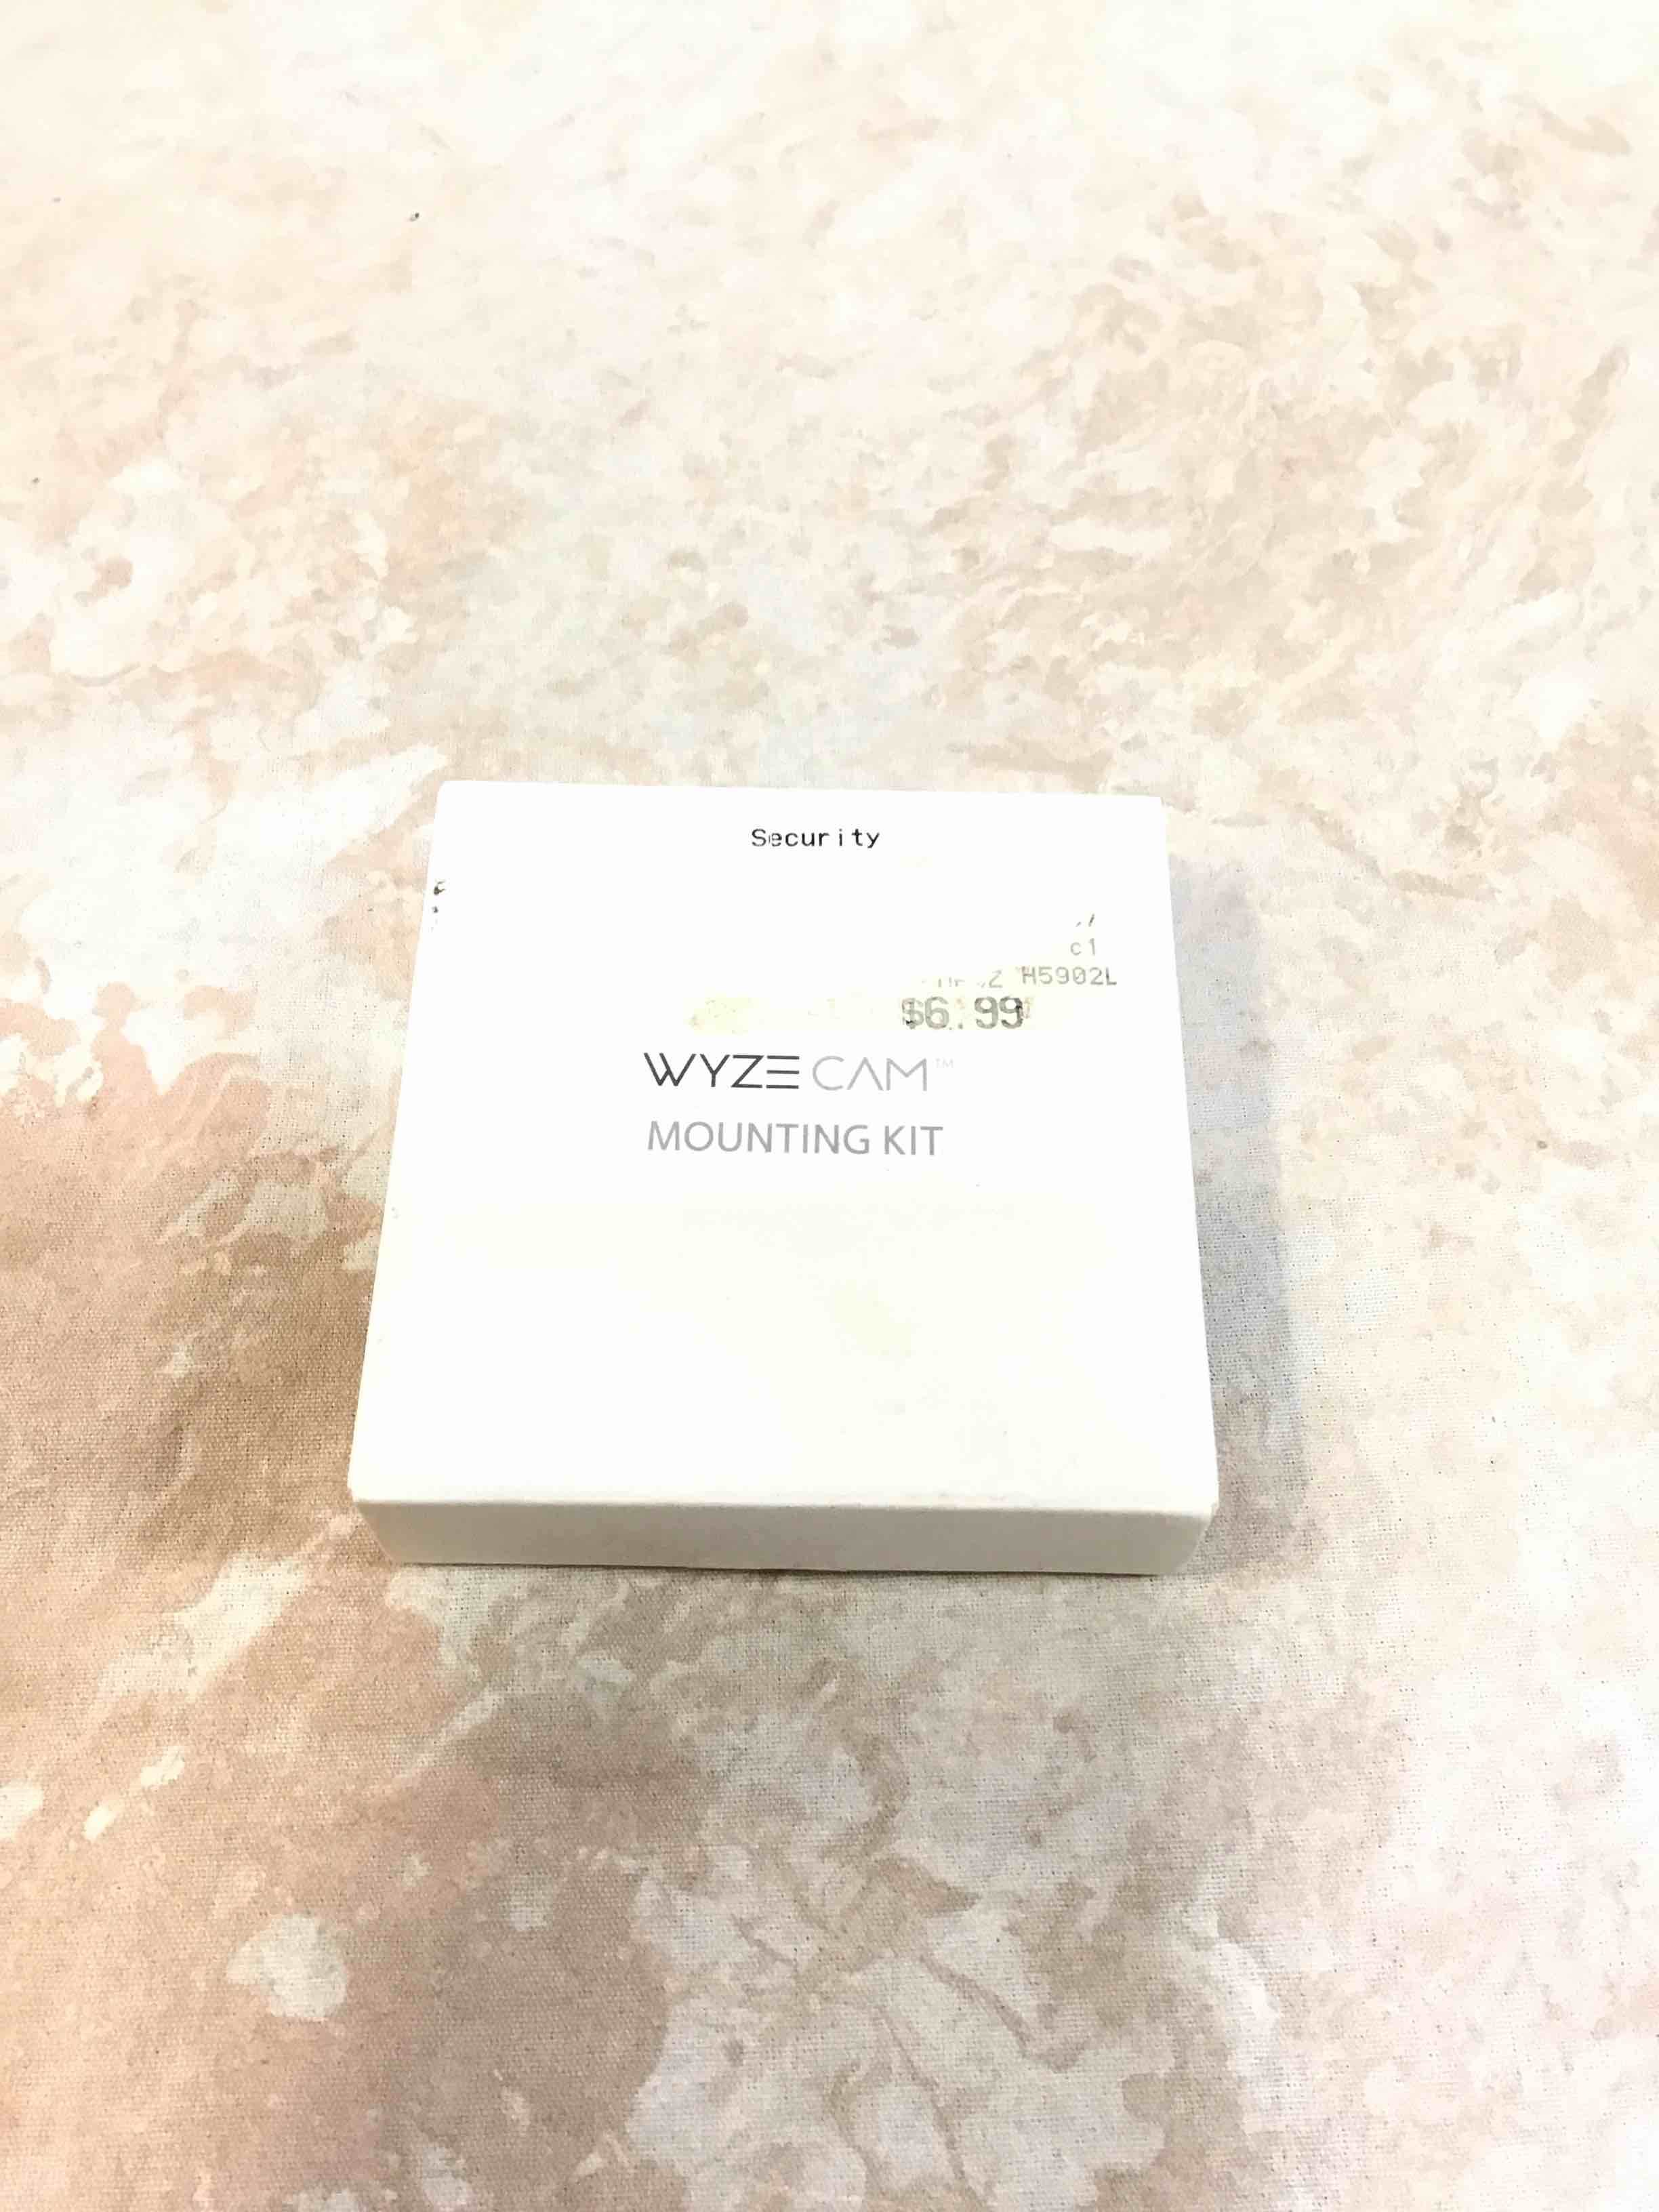 Security
c1
H5902L
$6.99
WYZE CAM™
MOUNTING KIT